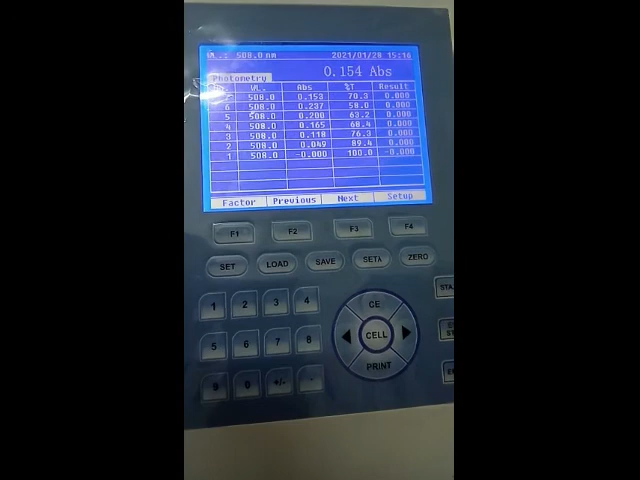 WL.: 508.0 nm 2021/01/28 15:16
0.154 Abs
Photometry
WL. Abs %T Result
508.0 0.153 70.3 0.000
6 508.0 0.237 58.0 0.000
5 508.0 0.200 63.2 0.000
4 508.0 0.165 68.4 0.000
3 508.0 0.118 76.3 0.000
2 508.0 0.049 89.4 0.000
1 508.0 -0.000 100.0 -0.000
Factor Previous Next Setup
F1 F2 F3 F4
SET LOAD SAVE SETλ ZERO
1 2 3 4 CE STA
5 6 7 8 CELL
PRINT
9 0 +/- -